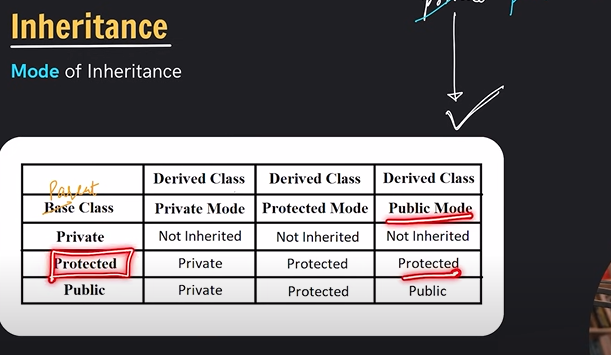 Inheritance
Mode of Inheritance
Parent
Derived Class Derived Class Derived Class
Base Class Private Mode Protected Mode Public Mode
Private Not Inherited Not Inherited Not Inherited
Protected Private Protected Protected
Public Private Protected Public